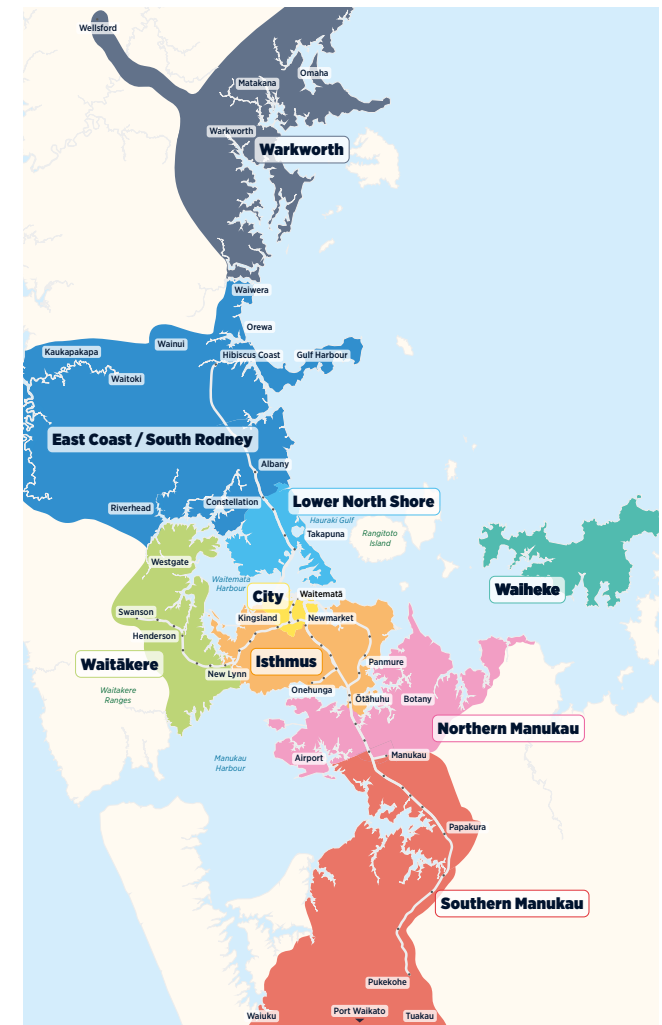 Wellsford
Omaha
Matakana
Warkworth
Warkworth
Waiwera
Orewa
Wainui
Kaukapakapa
Hibiscus Coast
Gulf Harbour
Waitoki
East Coast / South Rodney
Albany
Constellation
Lower North Shore
Riverhead
Hauraki Gulf
Takapuna
Rangitoto
Island
Westgate
Waitemata
Harbour
Waiheke
City
Waitematā
Swanson
Kingsland
Newmarket
Henderson
Waitākere
Isthmus
Panmure
New Lynn
Waitakere
Ranges
Onehunga
Ōtāhuhu
Botany
Northern Manukau
Manukau
Harbour
Airport
Manukau
Papakura
Southern Manukau
Pukekohe
Waiuku
Port Waikato
Tuakau